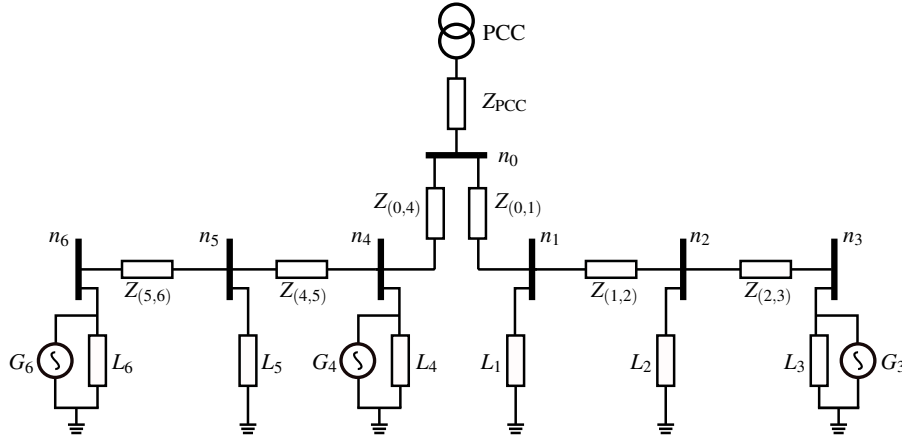 PCC
Z_PCC
n_0
Z_(0,4) Z_(0,1)
n_6 n_5 n_4 n_1 n_2 n_3
Z_(5,6) Z_(4,5) Z_(1,2) Z_(2,3)
G_6 L_6 L_5 G_4 L_4 L_1 L_2 L_3 G_3